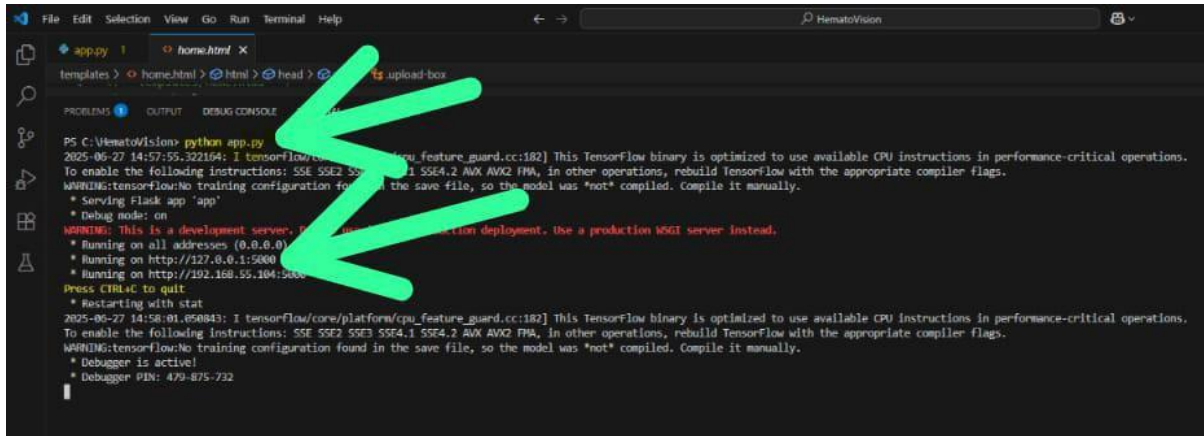 File Edit Selection View Go Run Terminal Help
HematoVision
app.py 1 home.html
templates > home.html > html > head > .upload-box
PROBLEMS 1 OUTPUT DEBUG CONSOLE
PS C:\HematoVision> python app.py
2025-06-27 14:57:55.322164: I tensorflow/core/ cpu_feature_guard.cc:182] This TensorFlow binary is optimized to use available CPU instructions in performance-critical operations.
To enable the following instructions: SSE SSE2 SSE4.2 AVX AVX2 FMA, in other operations, rebuild TensorFlow with the appropriate compiler flags.
WARNING:tensorflow:No training configuration found the save file, so the model was *not* compiled. Compile it manually.
* Serving Flask app 'app'
* Debug mode: on
WARNING: This is a development server. deployment. Use a production WSGI server instead.
* Running on all addresses (0.0.0.0)
* Running on http://127.0.0.1:5000
* Running on http://192.168.55.104:5000
Press CTRL+C to quit
* Restarting with stat
2025-06-27 14:58:01.050843: I tensorflow/core/platform/cpu_feature_guard.cc:182] This TensorFlow binary is optimized to use available CPU instructions in performance-critical operations.
To enable the following instructions: SSE SSE2 SSE3 SSE4.1 SSE4.2 AVX AVX2 FMA, in other operations, rebuild TensorFlow with the appropriate compiler flags.
WARNING:tensorflow:No training configuration found in the save file, so the model was *not* compiled. Compile it manually.
* Debugger is active!
* Debugger PIN: 479-875-732